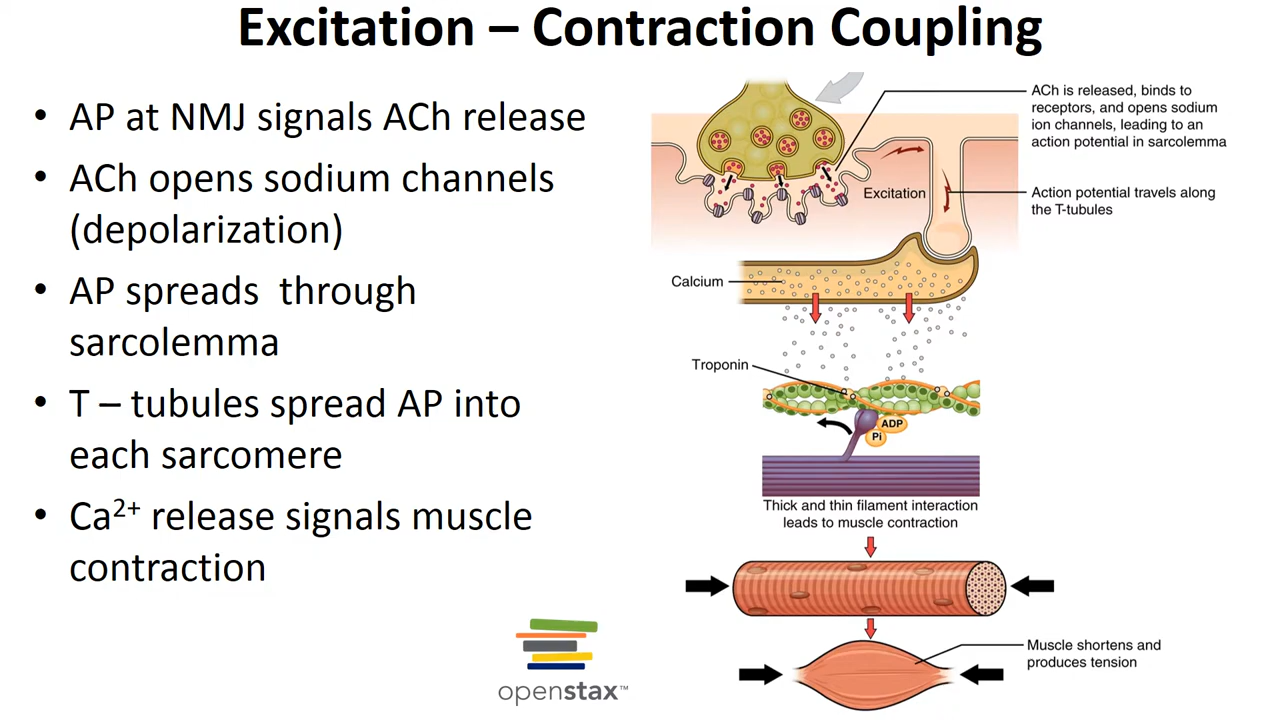 Excitation – Contraction Coupling
• AP at NMJ signals ACh release
• ACh opens sodium channels
(depolarization)
• AP spreads  through
sarcolemma
• T – tubules spread AP into
each sarcomere
• Ca²⁺ release signals muscle
contraction
ACh is released, binds to
receptors, and opens sodium
ion channels, leading to an
action potential in sarcolemma
Excitation
Action potential travels along
the T-tubules
Calcium
Troponin
ADP
Pi
Thick and thin filament interaction
leads to muscle contraction
Muscle shortens and
produces tension
openstax™